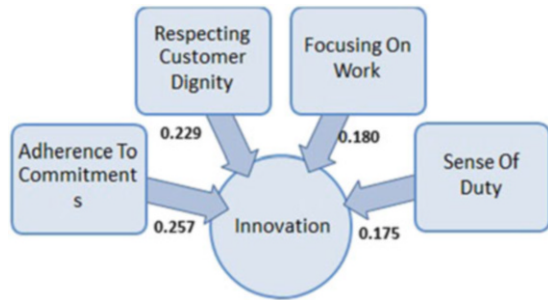 Respecting
Customer
Dignity
Focusing On
Work
0.229
0.180
Adherence To
Commitment
s
Sense Of
Duty
0.257
Innovation
0.175